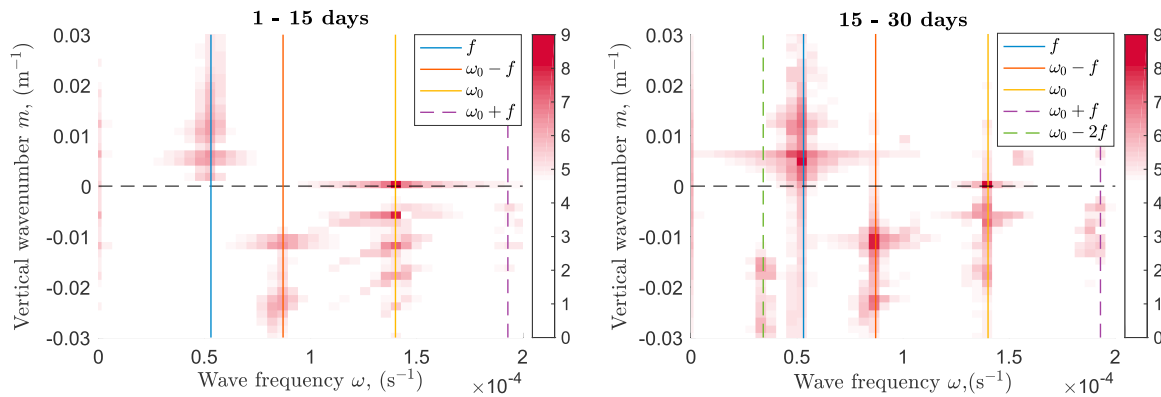 1 - 15 days
Vertical wavenumber m, (m⁻¹)
0.03
0.02
0.01
0
-0.01
-0.02
-0.03
f
ω₀ − f
ω₀
ω₀ + f
9
8
7
6
5
4
3
2
1
0
0 0.5 1 1.5 2
×10⁻⁴
Wave frequency ω, (s⁻¹)
15 - 30 days
Vertical wavenumber m, (m⁻¹)
0.03
0.02
0.01
0
-0.01
-0.02
-0.03
f
ω₀ − f
ω₀
ω₀ + f
ω₀ − 2f
9
8
7
6
5
4
3
2
1
0
0 0.5 1 1.5 2
×10⁻⁴
Wave frequency ω,(s⁻¹)